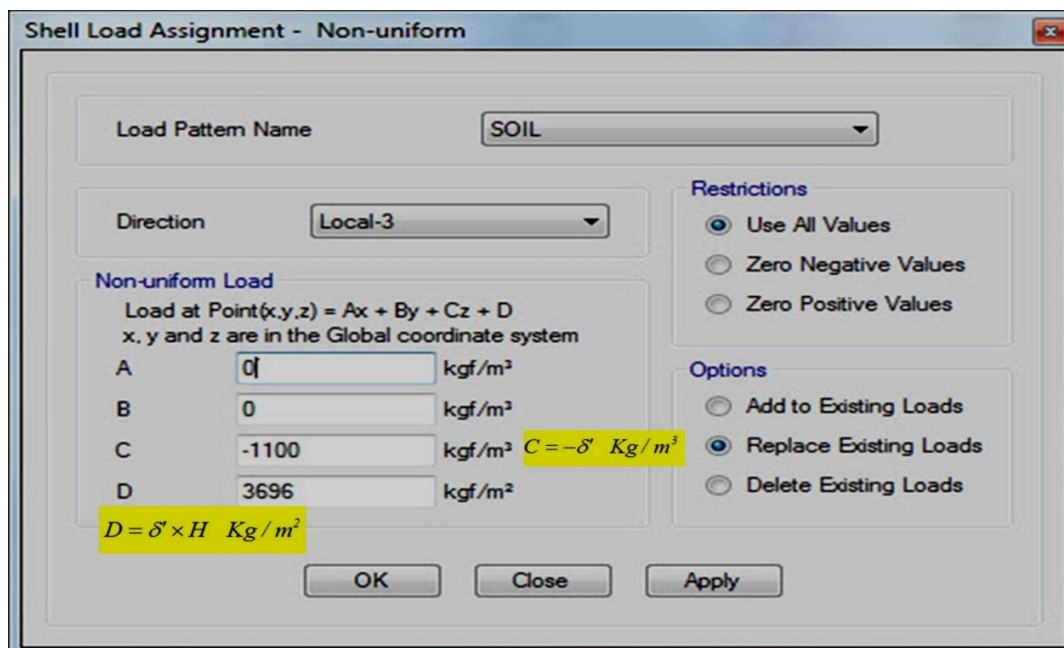 Shell Load Assignment - Non-uniform
Load Pattern Name SOIL
Direction Local-3
Non-uniform Load
Load at Point(x,y,z) = Ax + By + Cz + D
x, y and z are in the Global coordinate system
A 0 kgf/m³
B 0 kgf/m³
C -1100 kgf/m³ C = -δ' Kg/m³
D 3696 kgf/m²
D = δ' × H Kg/m²
Restrictions
Use All Values
Zero Negative Values
Zero Positive Values
Options
Add to Existing Loads
Replace Existing Loads
Delete Existing Loads
OK Close Apply